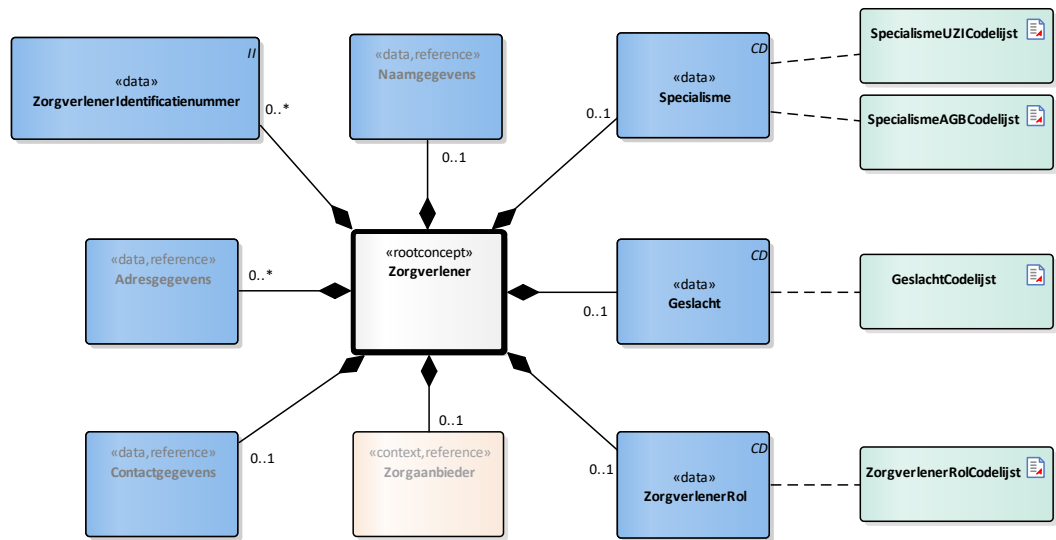 II
«data»
ZorgverlenerIdentificatienummer
0..*
«data,reference»
Naamgegevens
0..1
CD
«data»
Specialisme
0..1
SpecialismeUZICodelijst
SpecialismeAGBCodelijst
«data,reference»
Adresgegevens
0..*
«rootconcept»
Zorgverlener
CD
«data»
Geslacht
0..1
GeslachtCodelijst
«data,reference»
Contactgegevens
0..1
«context,reference»
Zorgaanbieder
0..1
CD
«data»
ZorgverlenerRol
0..1
ZorgverlenerRolCodelijst